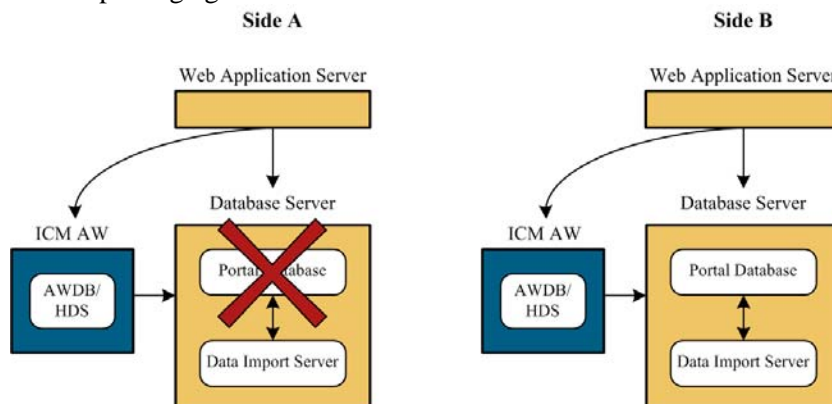 Side A
Side B
Web Application Server
Web Application Server
Database Server
Database Server
ICM AW
ICM AW
Portal Database
Portal Database
AWDB/
HDS
AWDB/
HDS
Data Import Server
Data Import Server